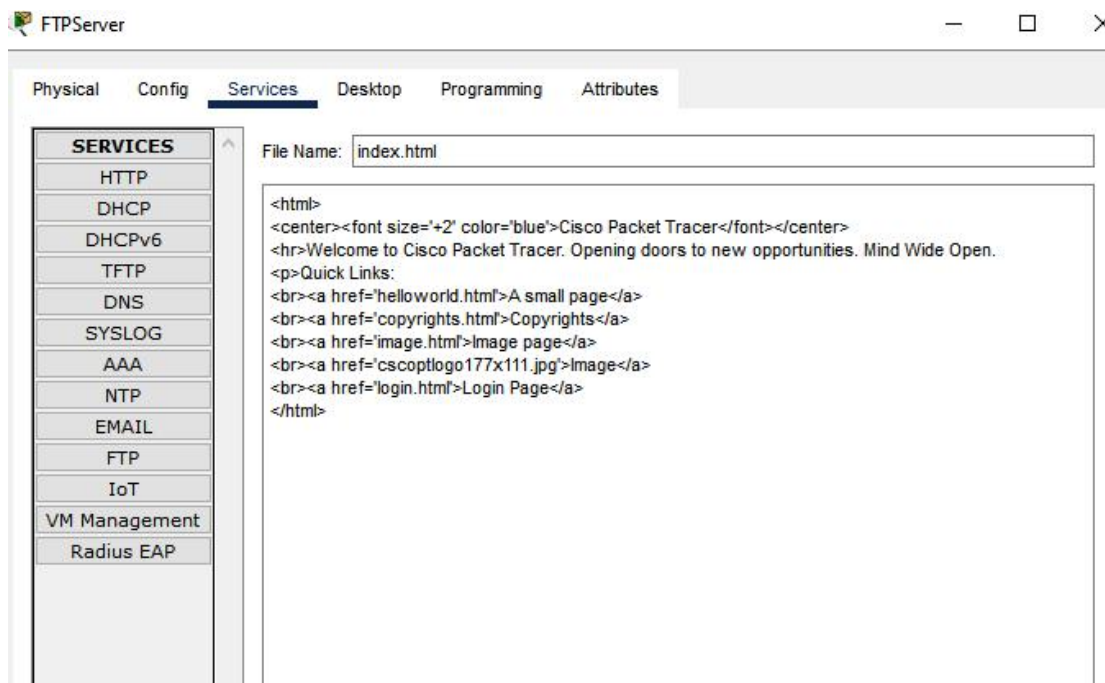 FTPServer
Physical Config Services Desktop Programming Attributes
SERVICES
HTTP
DHCP
DHCPv6
TFTP
DNS
SYSLOG
AAA
NTP
EMAIL
FTP
IoT
VM Management
Radius EAP
File Name: index.html
<html>
<center><font size='+2' color='blue'>Cisco Packet Tracer</font></center>
<hr>Welcome to Cisco Packet Tracer. Opening doors to new opportunities. Mind Wide Open.
<p>Quick Links:
<br><a href='helloworld.html'>A small page</a>
<br><a href='copyrights.html'>Copyrights</a>
<br><a href='image.html'>Image page</a>
<br><a href='cscoptlogo177x111.jpg'>Image</a>
<br><a href='login.html'>Login Page</a>
</html>